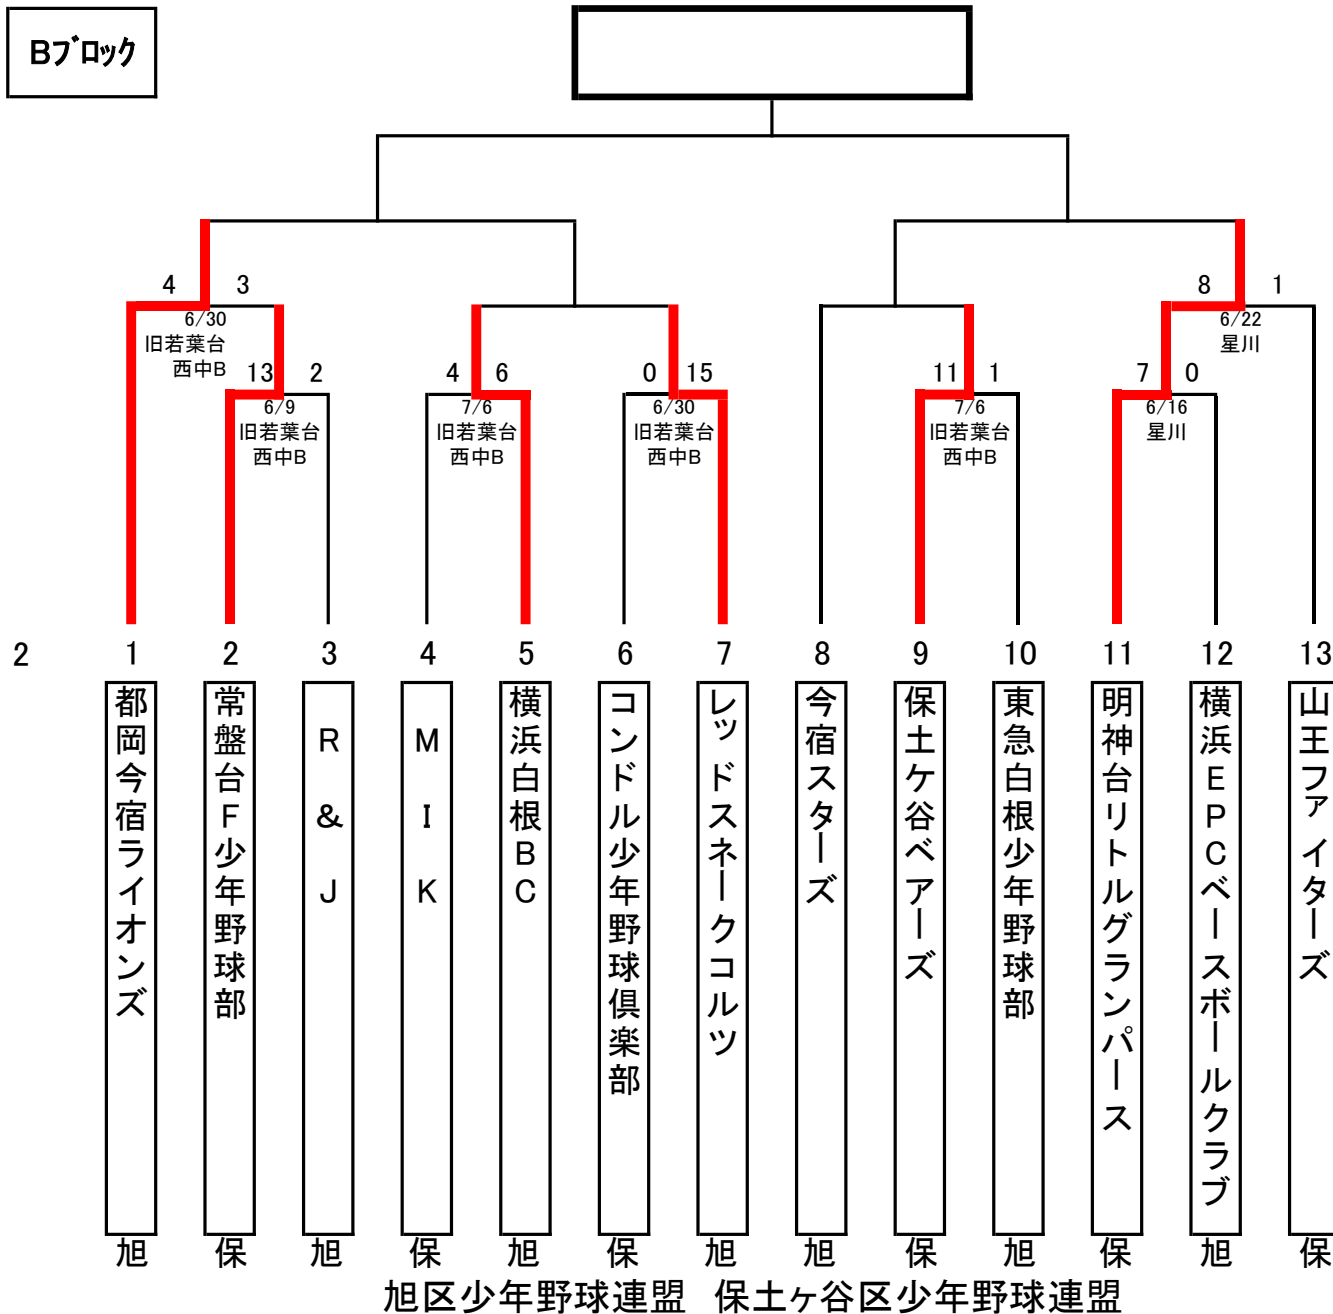 Bブロック
4 3 8 1
6/30
旧若葉台
西中B
6/22
星川
13 2 4 6 0 15 11 1 7 0
6/9
旧若葉台
西中B
7/6
旧若葉台
西中B
6/30
旧若葉台
西中B
7/6
旧若葉台
西中B
6/16
星川
2 1 2 3 4 5 6 7 8 9 10 11 12 13
都岡今宿ライオンズ
常盤台F少年野球部
R&J
MIK
横浜白根BC
コンドル少年野球倶楽部
レッドスネークコルツ
今宿スターズ
保土ケ谷ベアーズ
東急白根少年野球部
明神台リトルグランパース
横浜EPCベースボールクラブ
山王ファイターズ
旭 保 旭 保 旭 保 旭 旭 保 旭 保 旭 保
旭区少年野球連盟 保土ヶ谷区少年野球連盟